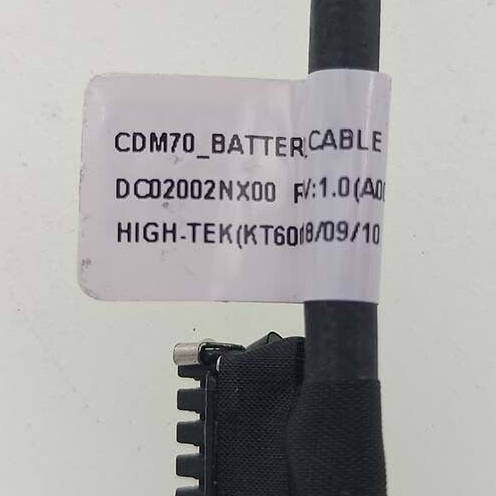 CDM70_BATTER CABLE
DC02002NX00 :1.0(A0
HIGH-TEK(KT60 8/09/10